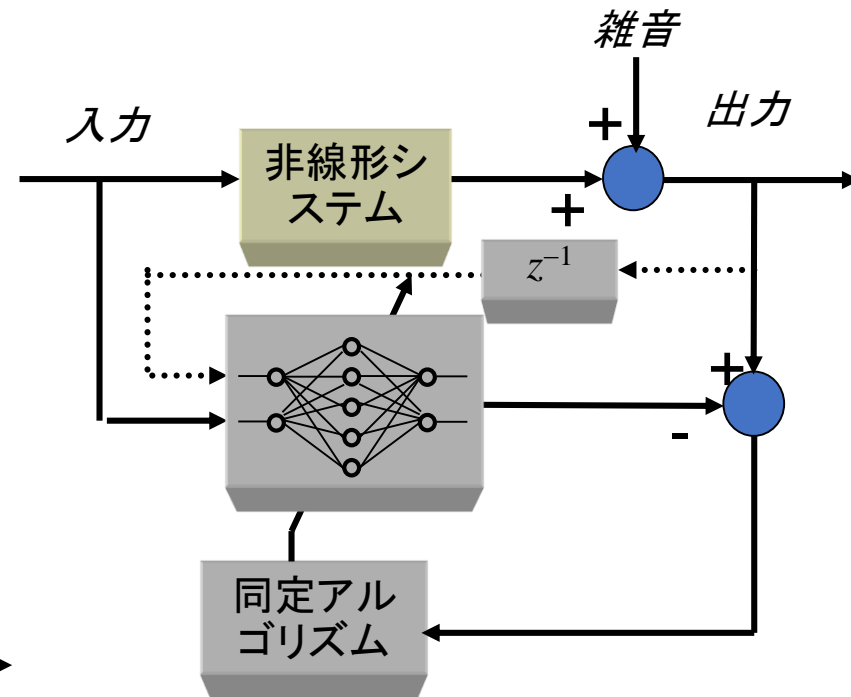 雑音
入力
出力
+
非線形シ
ステム
+
z⁻¹
+
-
同定アル
ゴリズム